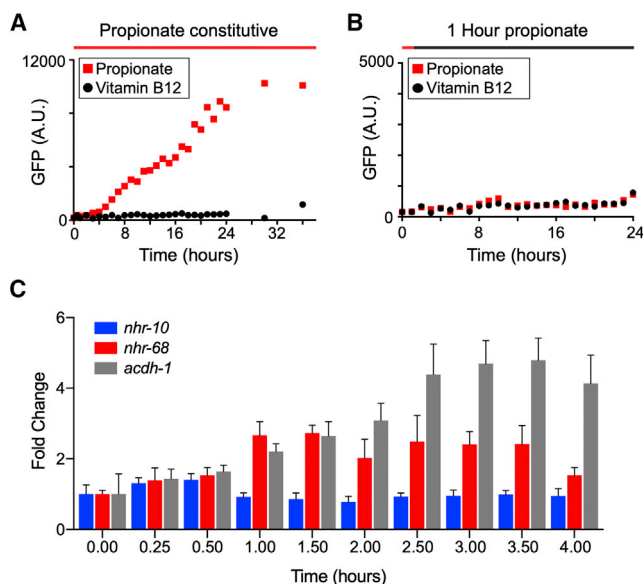 A
Propionate constitutive
12000
Propionate
Vitamin B12
GFP (A.U.)
0
0 8 16 24 32
Time (hours)
B
1 Hour propionate
5000
Propionate
Vitamin B12
GFP (A.U.)
0
0 8 16 24
Time (hours)
C
6
nhr-10
nhr-68
acdh-1
4
Fold Change
2
0
0.00 0.25 0.50 1.00 1.50 2.00 2.50 3.00 3.50 4.00
Time (hours)